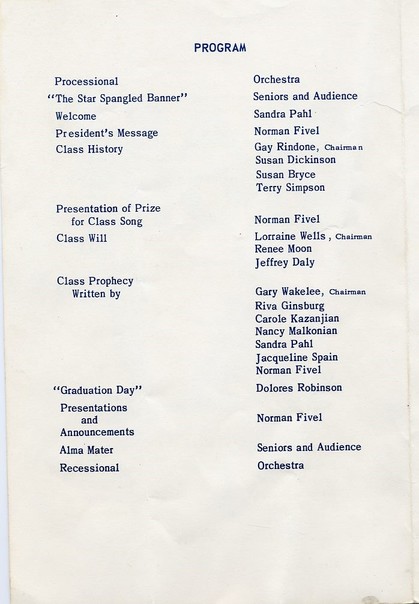 PROGRAM
Processional Orchestra
"The Star Spangled Banner" Seniors and Audience
Welcome Sandra Pahl
President's Message Norman Fivel
Class History Gay Rindone, Chairman
Susan Dickinson
Susan Bryce
Terry Simpson
Presentation of Prize
for Class Song Norman Fivel
Class Will Lorraine Wells, Chairman
Renee Moon
Jeffrey Daly
Class Prophecy
Written by Gary Wakelee, Chairman
Riva Ginsburg
Carole Kazanjian
Nancy Malkonian
Sandra Pahl
Jacqueline Spain
Norman Fivel
"Graduation Day" Dolores Robinson
Presentations
and Norman Fivel
Announcements
Alma Mater Seniors and Audience
Recessional Orchestra